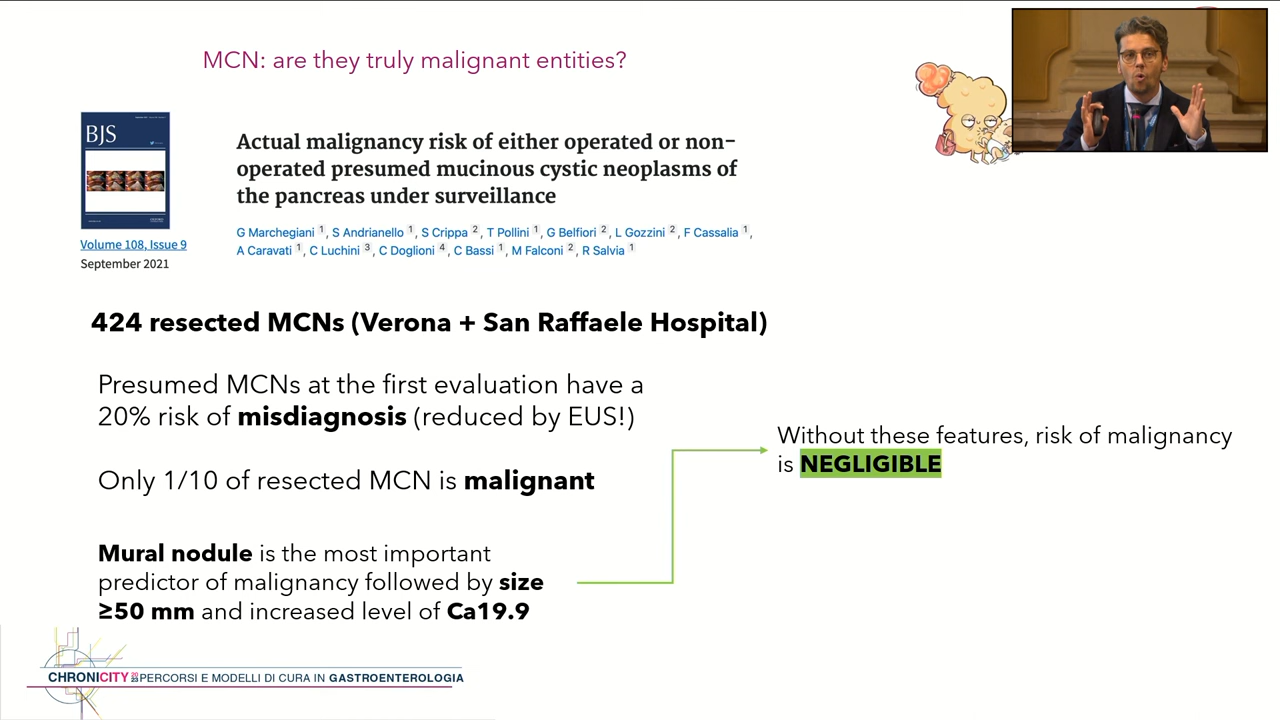 MCN: are they truly malignant entities?
BJS
Actual malignancy risk of either operated or non-
operated presumed mucinous cystic neoplasms of
the pancreas under surveillance
G Marchegiani 1, S Andrianello 1, S Crippa 2, T Pollini 1, G Belfiori 2, L Gozzini 2, F Cassalia 1,
A Caravati 1, C Luchini 3, C Doglioni 4, C Bassi 1, M Falconi 2, R Salvia 1
Volume 108, Issue 9
September 2021
424 resected MCNs (Verona + San Raffaele Hospital)
Presumed MCNs at the first evaluation have a
20% risk of misdiagnosis (reduced by EUS!)
Only 1/10 of resected MCN is malignant
Mural nodule is the most important
predictor of malignancy followed by size
≥50 mm and increased level of Ca19.9
Without these features, risk of malignancy
is NEGLIGIBLE
CHRONICITY 2023 PERCORSI E MODELLI DI CURA IN GASTROENTEROLOGIA